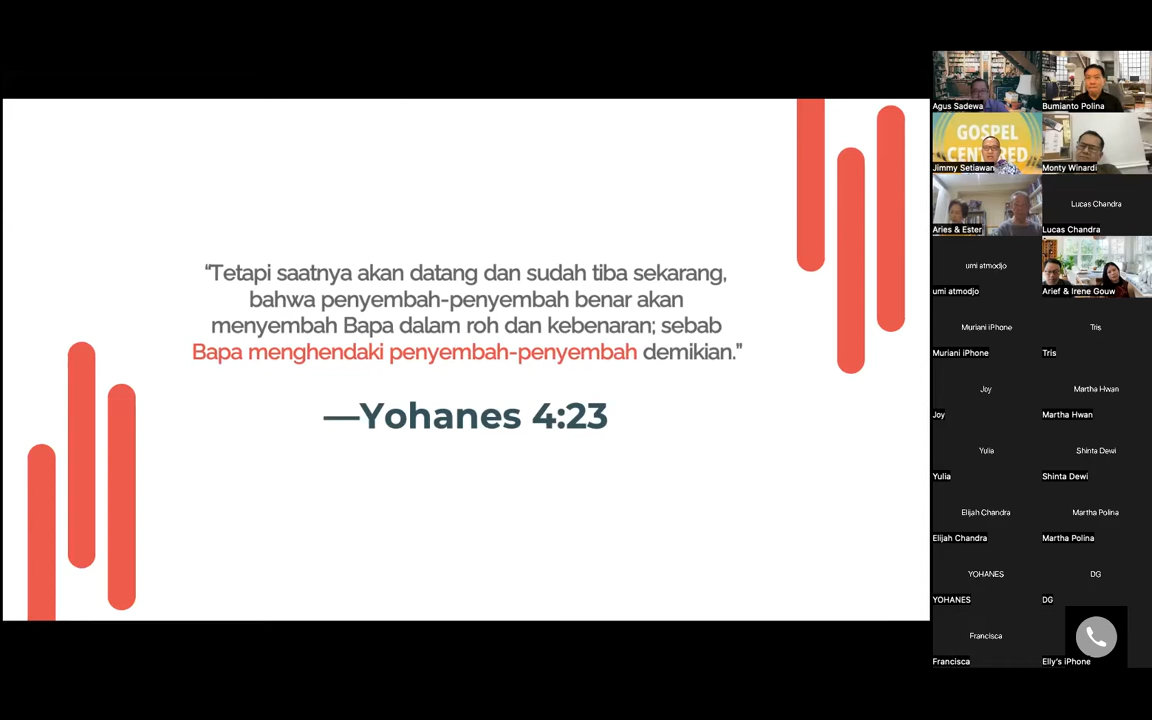 “Tetapi saatnya akan datang dan sudah tiba sekarang,
bahwa penyembah-penyembah benar akan
menyembah Bapa dalam roh dan kebenaran; sebab
Bapa menghendaki penyembah-penyembah demikian.”
—Yohanes 4:23
Agus Sadewa
Bumianto Polina
GOSPEL
CENTERED
Jimmy Setiawan
Monty Winardi
Aries & Ester
Lucas Chandra
Lucas Chandra
umi atmodjo
umi atmodjo
Arief & Irene Gouw
Muriani iPhone
Muriani iPhone
Tris
Tris
Joy
Joy
Martha Hwan
Martha Hwan
Yulia
Yulia
Shinta Dewi
Shinta Dewi
Elijah Chandra
Elijah Chandra
Martha Polina
Martha Polina
YOHANES
YOHANES
DG
DG
Francisca
Francisca
Elly's iPhone